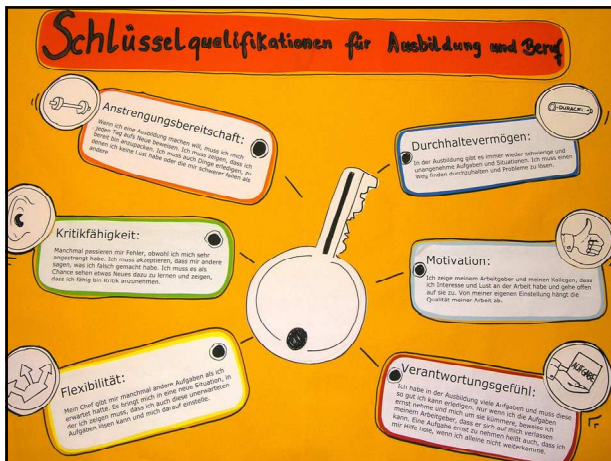 Schlüsselqualifikationen für Ausbildung und Beruf
Anstrengungsbereitschaft:
Wenn ich eine Ausbildung machen will, muss ich mich
jeden Tag aufs Neue beweisen. Ich muss zeigen, dass ich
bereit bin anzupacken. Ich muss auch Dinge erledigen, zu
denen ich keine Lust habe oder die mir schwerer fallen als
andere
DURACELL
Durchhaltevermögen:
In der Ausbildung gibt es immer wieder schwierige und
unangenehme Aufgaben und Situationen. Ich muss einen
Weg finden durchzuhalten und Probleme zu lösen.
Kritikfähigkeit:
Manchmal passieren mir Fehler, obwohl ich mich sehr
angestrengt habe. Ich muss akzeptieren, dass mir andere
sagen, was ich falsch gemacht habe. Ich muss es als
Chance sehen etwas Neues dazu zu lernen und zeigen,
dass ich fähig bin Kritik anzunehmen.
Motivation:
Ich zeige meinem Arbeitgeber und meinen Kollegen, dass
ich Interesse und Lust an der Arbeit habe und gehe offen
auf sie zu. Von meiner eigenen Einstellung hängt die
Qualität meiner Arbeit ab.
Flexibilität:
Mein Chef gibt mir manchmal andere Aufgaben als ich
erwartet hatte. Es bringt mich in eine neue Situation, in
der ich zeigen muss, dass ich auch diese unerwarteten
Aufgaben lösen kann und mich darauf einstelle.
AUFGABE
Verantwortungsgefühl:
Ich habe in der Ausbildung viele Aufgaben und muss diese
so gut ich kann erledigen. Nur wenn ich die Aufgaben
ernst nehme und mich um sie kümmere, beweise ich
meinem Arbeitgeber, dass er sich auf mich verlassen
kann. Eine Aufgabe ernst zu nehmen heißt auch, dass ich
mir Hilfe hole, wenn ich alleine nicht weiterkomme.